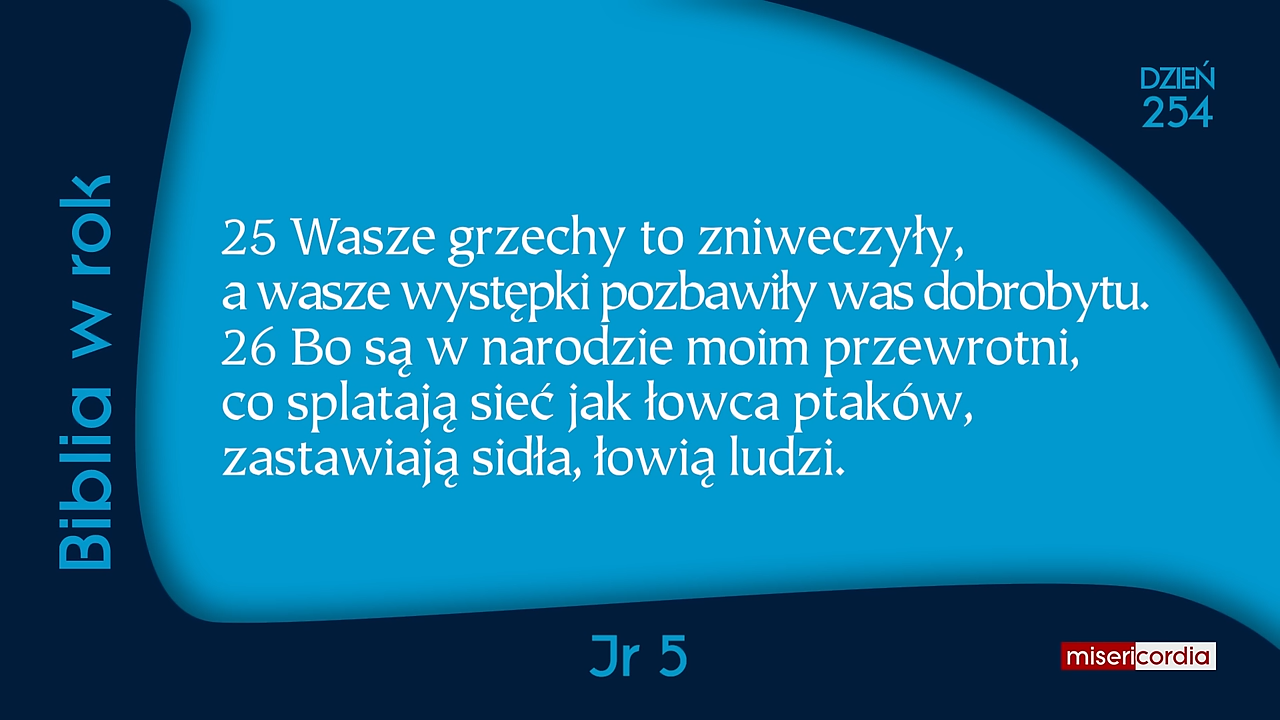 DZIEŃ
254
Biblia w rok
25 Wasze grzechy to zniweczyły,
a wasze występki pozbawiły was dobrobytu.
26 Bo są w narodzie moim przewrotni,
co splatają sieć jak łowca ptaków,
zastawiają sidła, łowią ludzi.
Jr 5
misericordia